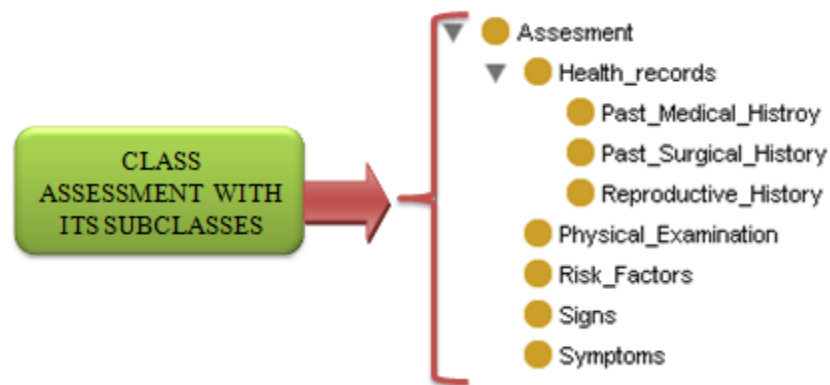 CLASS
ASSESSMENT WITH
ITS SUBCLASSES
Assesment
Health_records
Past_Medical_Histroy
Past_Surgical_History
Reproductive_History
Physical_Examination
Risk_Factors
Signs
Symptoms